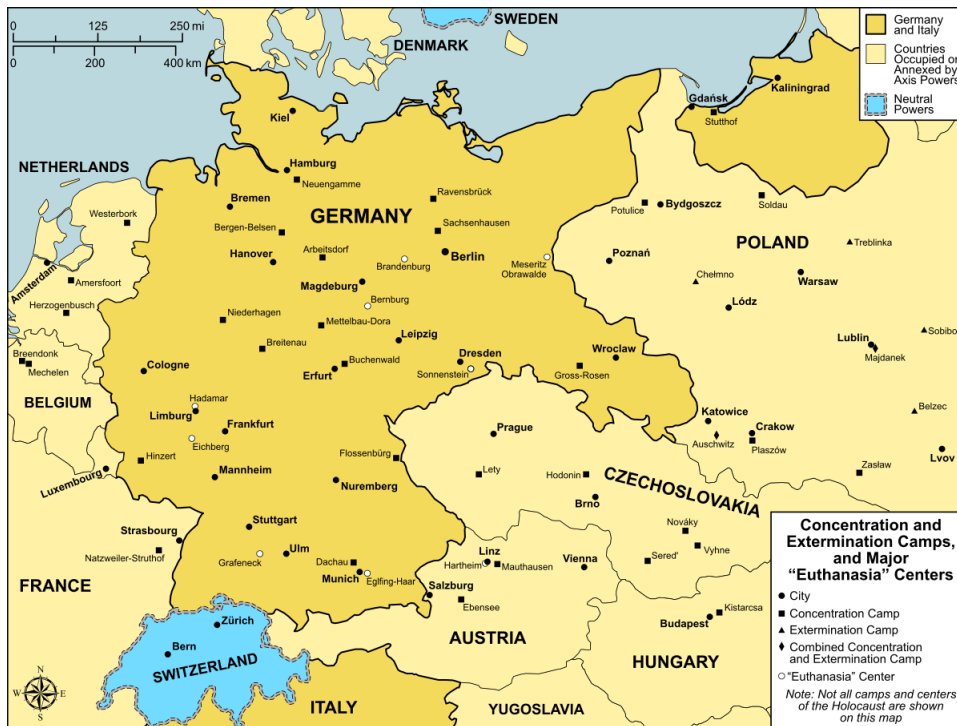 0 125 250 mi
0 200 400 km
SWEDEN
DENMARK
Germany
and Italy
Countries
Occupied or
Annexed by
Axis Powers
Neutral
Powers
Kiel
Gdańsk
Kaliningrad
Stutthof
NETHERLANDS
Hamburg
Neuengamme
Westerbork
Bremen
GERMANY
Ravensbrück
Potulice
Bydgoszcz
Soldau
Bergen-Belsen
Sachsenhausen
POLAND
Treblinka
Hanover
Arbeitsdorf
Brandenburg
Berlin
Meseritz
Obrawalde
Poznań
Amsterdam
Amersfoort
Magdeburg
Chełmno
Warsaw
Herzogenbusch
Bernburg
Lódz
Niederhagen
Mettelbau-Dora
Leipzig
Sobibor
Breendonk
Mechelen
Breitenau
Lublin
Majdanek
Cologne
Erfurt
Buchenwald
Dresden
Sonnenstein
Wroclaw
Gross-Rosen
BELGIUM
Hadamar
Limburg
Belzec
Frankfurt
Eichberg
Prague
Katowice
Auschwitz
Crakow
Plaszów
Lvov
Hinzert
Flossenbürg
Luxembourg
Mannheim
Nuremberg
Lety
Hodonin
CZECHOSLOVAKIA
Zasław
Brno
Strasbourg
Stuttgart
Nováky
Natzweiler-Struthof
Grafeneck
Ulm
Dachau
Linz
Hartheim
Mauthausen
Vienna
Sered'
Vyhne
FRANCE
Munich
Eglfing-Haar
Salzburg
Ebensee
Zürich
Bern
SWITZERLAND
AUSTRIA
Budapest
Kistarcsa
HUNGARY
ITALY
YUGOSLAVIA
N
W E
S
Concentration and
Extermination Camps,
and Major
“Euthanasia” Centers
City
Concentration Camp
Extermination Camp
Combined Concentration
and Extermination Camp
“Euthanasia” Center
Note: Not all camps and centers
of the Holocaust are shown
on this map